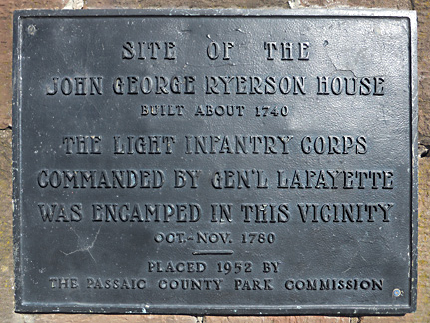 SITE OF THE
JOHN GEORGE RYERSON HOUSE
BUILT ABOUT 1740
THE LIGHT INFANTRY CORPS
COMMANDED BY GEN'L LAFAYETTE
WAS ENCAMPED IN THIS VICINITY
OCT.-NOV. 1780
PLACED 1952 BY
THE PASSAIC COUNTY PARK COMMISSION